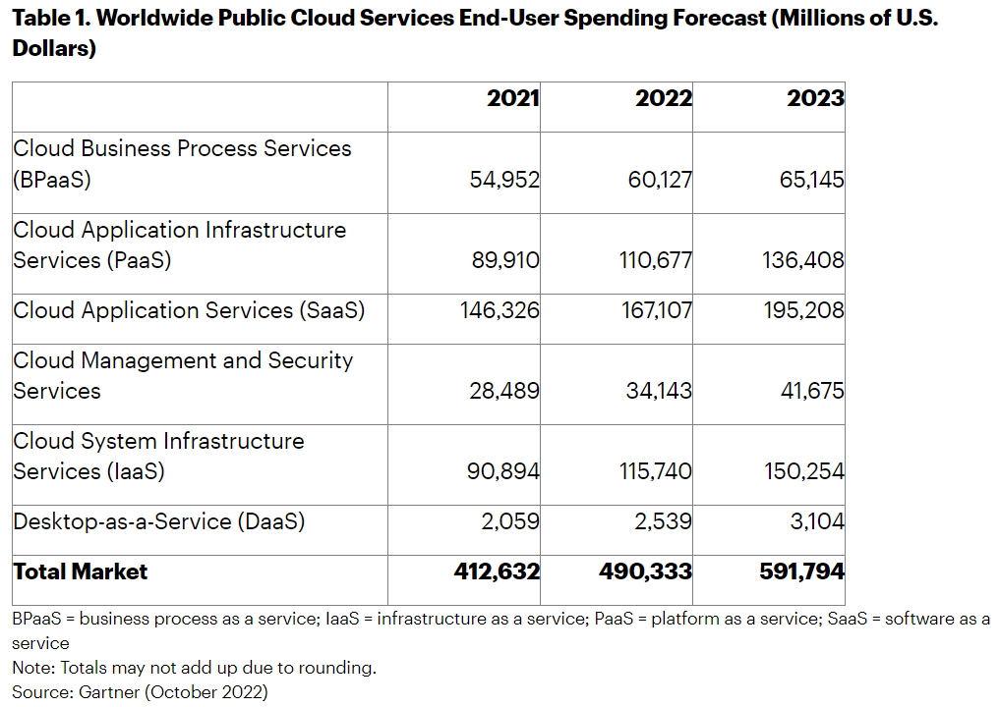 Table 1. Worldwide Public Cloud Services End-User Spending Forecast (Millions of U.S.
Dollars)
2021 2022 2023
Cloud Business Process Services
(BPaaS) 54,952 60,127 65,145
Cloud Application Infrastructure
Services (PaaS) 89,910 110,677 136,408
Cloud Application Services (SaaS) 146,326 167,107 195,208
Cloud Management and Security
Services 28,489 34,143 41,675
Cloud System Infrastructure
Services (IaaS) 90,894 115,740 150,254
Desktop-as-a-Service (DaaS) 2,059 2,539 3,104
Total Market 412,632 490,333 591,794
BPaaS = business process as a service; IaaS = infrastructure as a service; PaaS = platform as a service; SaaS = software as a
service
Note: Totals may not add up due to rounding.
Source: Gartner (October 2022)